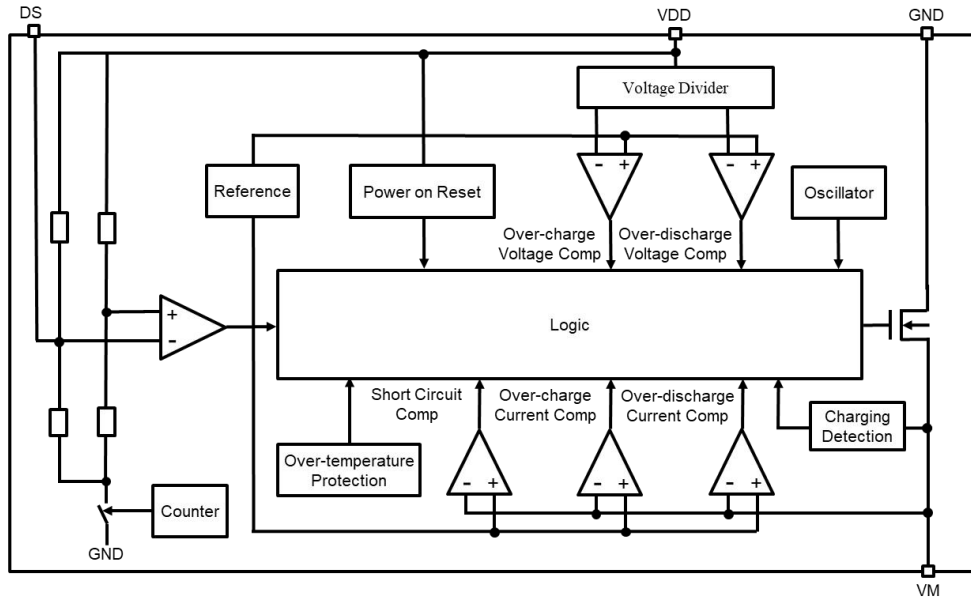 DS
VDD
GND
Voltage Divider
- +
- +
Reference
Power on Reset
Oscillator
Over-charge
Voltage Comp
Over-discharge
Voltage Comp
+
-
Logic
Short Circuit
Comp
Over-charge
Current Comp
Over-discharge
Current Comp
Charging
Detection
Over-temperature
Protection
- +
- +
- +
Counter
GND
VM